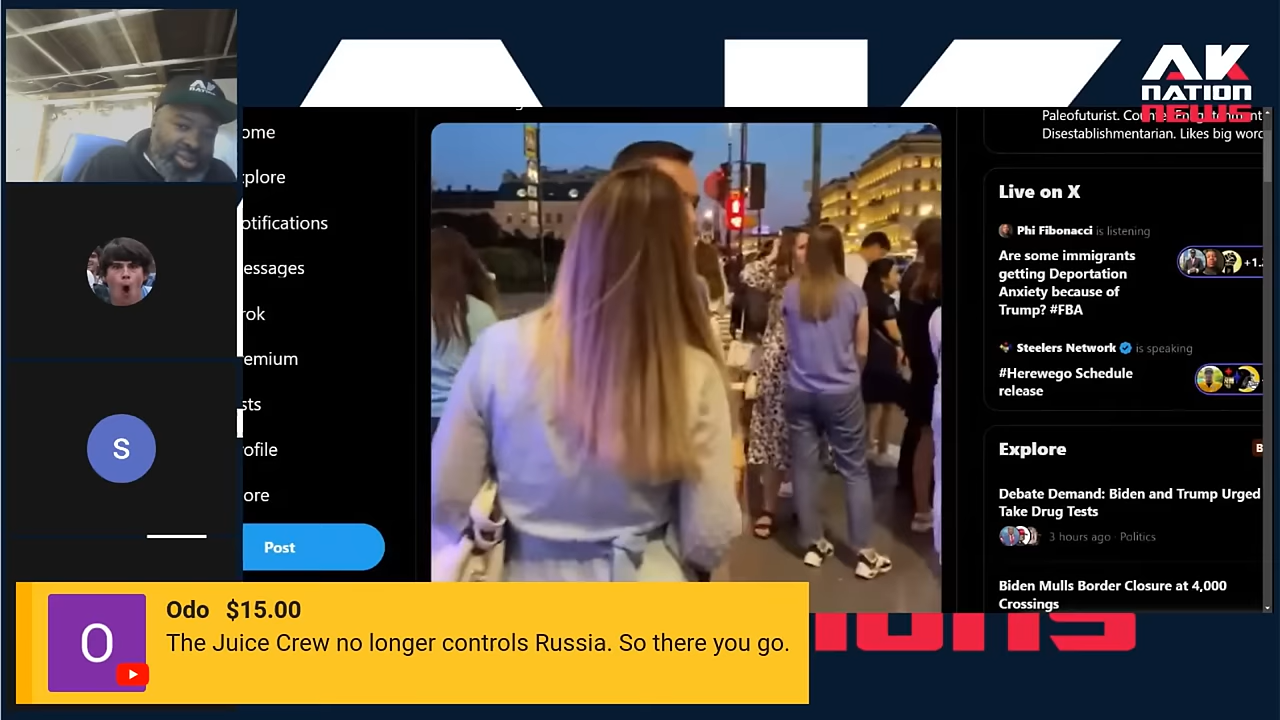 AK
NATION
NEWS
AK
NATION
ome
plore
otifications
essages
ok
emium
sts
ofile
ore
Post
Disestablishmentarian. Likes big word
Live on X
Phi Fibonacci is listening
Are some immigrants
getting Deportation
Anxiety because of
Trump? #FBA
Steelers Network is speaking
#Herewego Schedule
release
Explore
B
Debate Demand: Biden and Trump Urged
Take Drug Tests
3 hours ago · Politics
Biden Mulls Border Closure at 4,000
Crossings
S
O
Odo $15.00
The Juice Crew no longer controls Russia. So there you go.